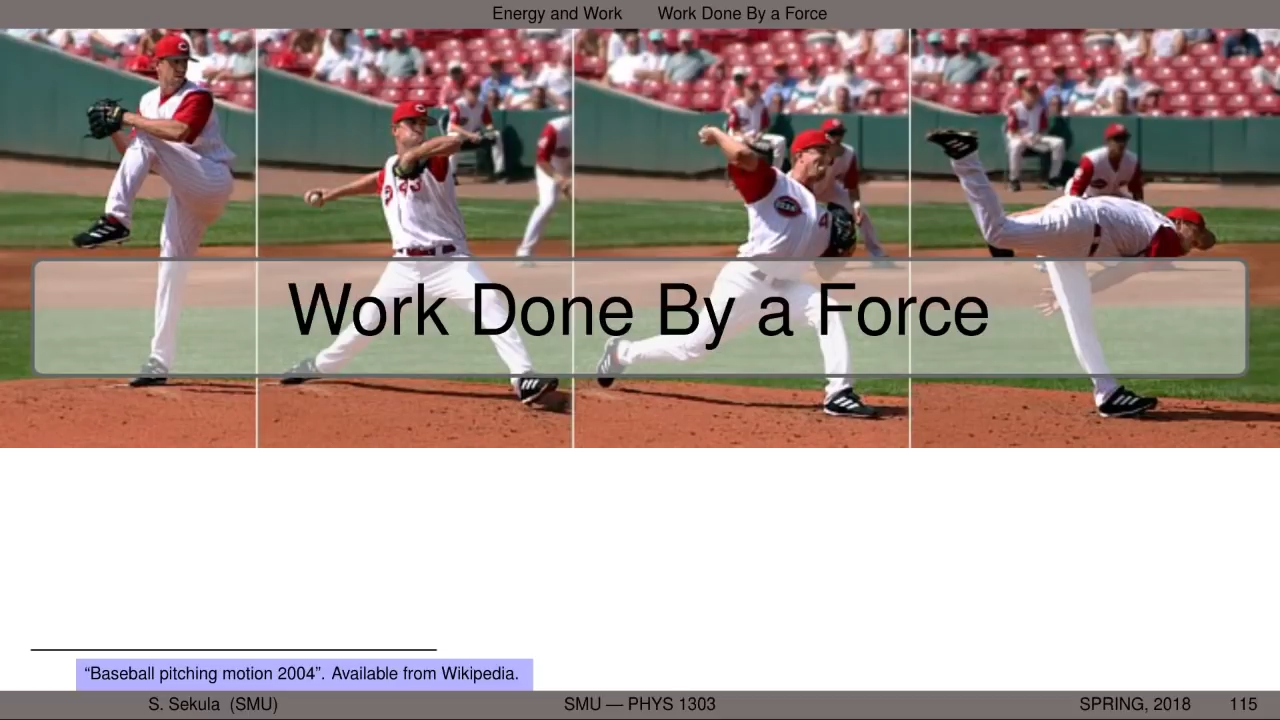 Energy and Work Work Done By a Force
Work Done By a Force
“Baseball pitching motion 2004”. Available from Wikipedia.
S. Sekula (SMU) SMU — PHYS 1303 SPRING, 2018 115